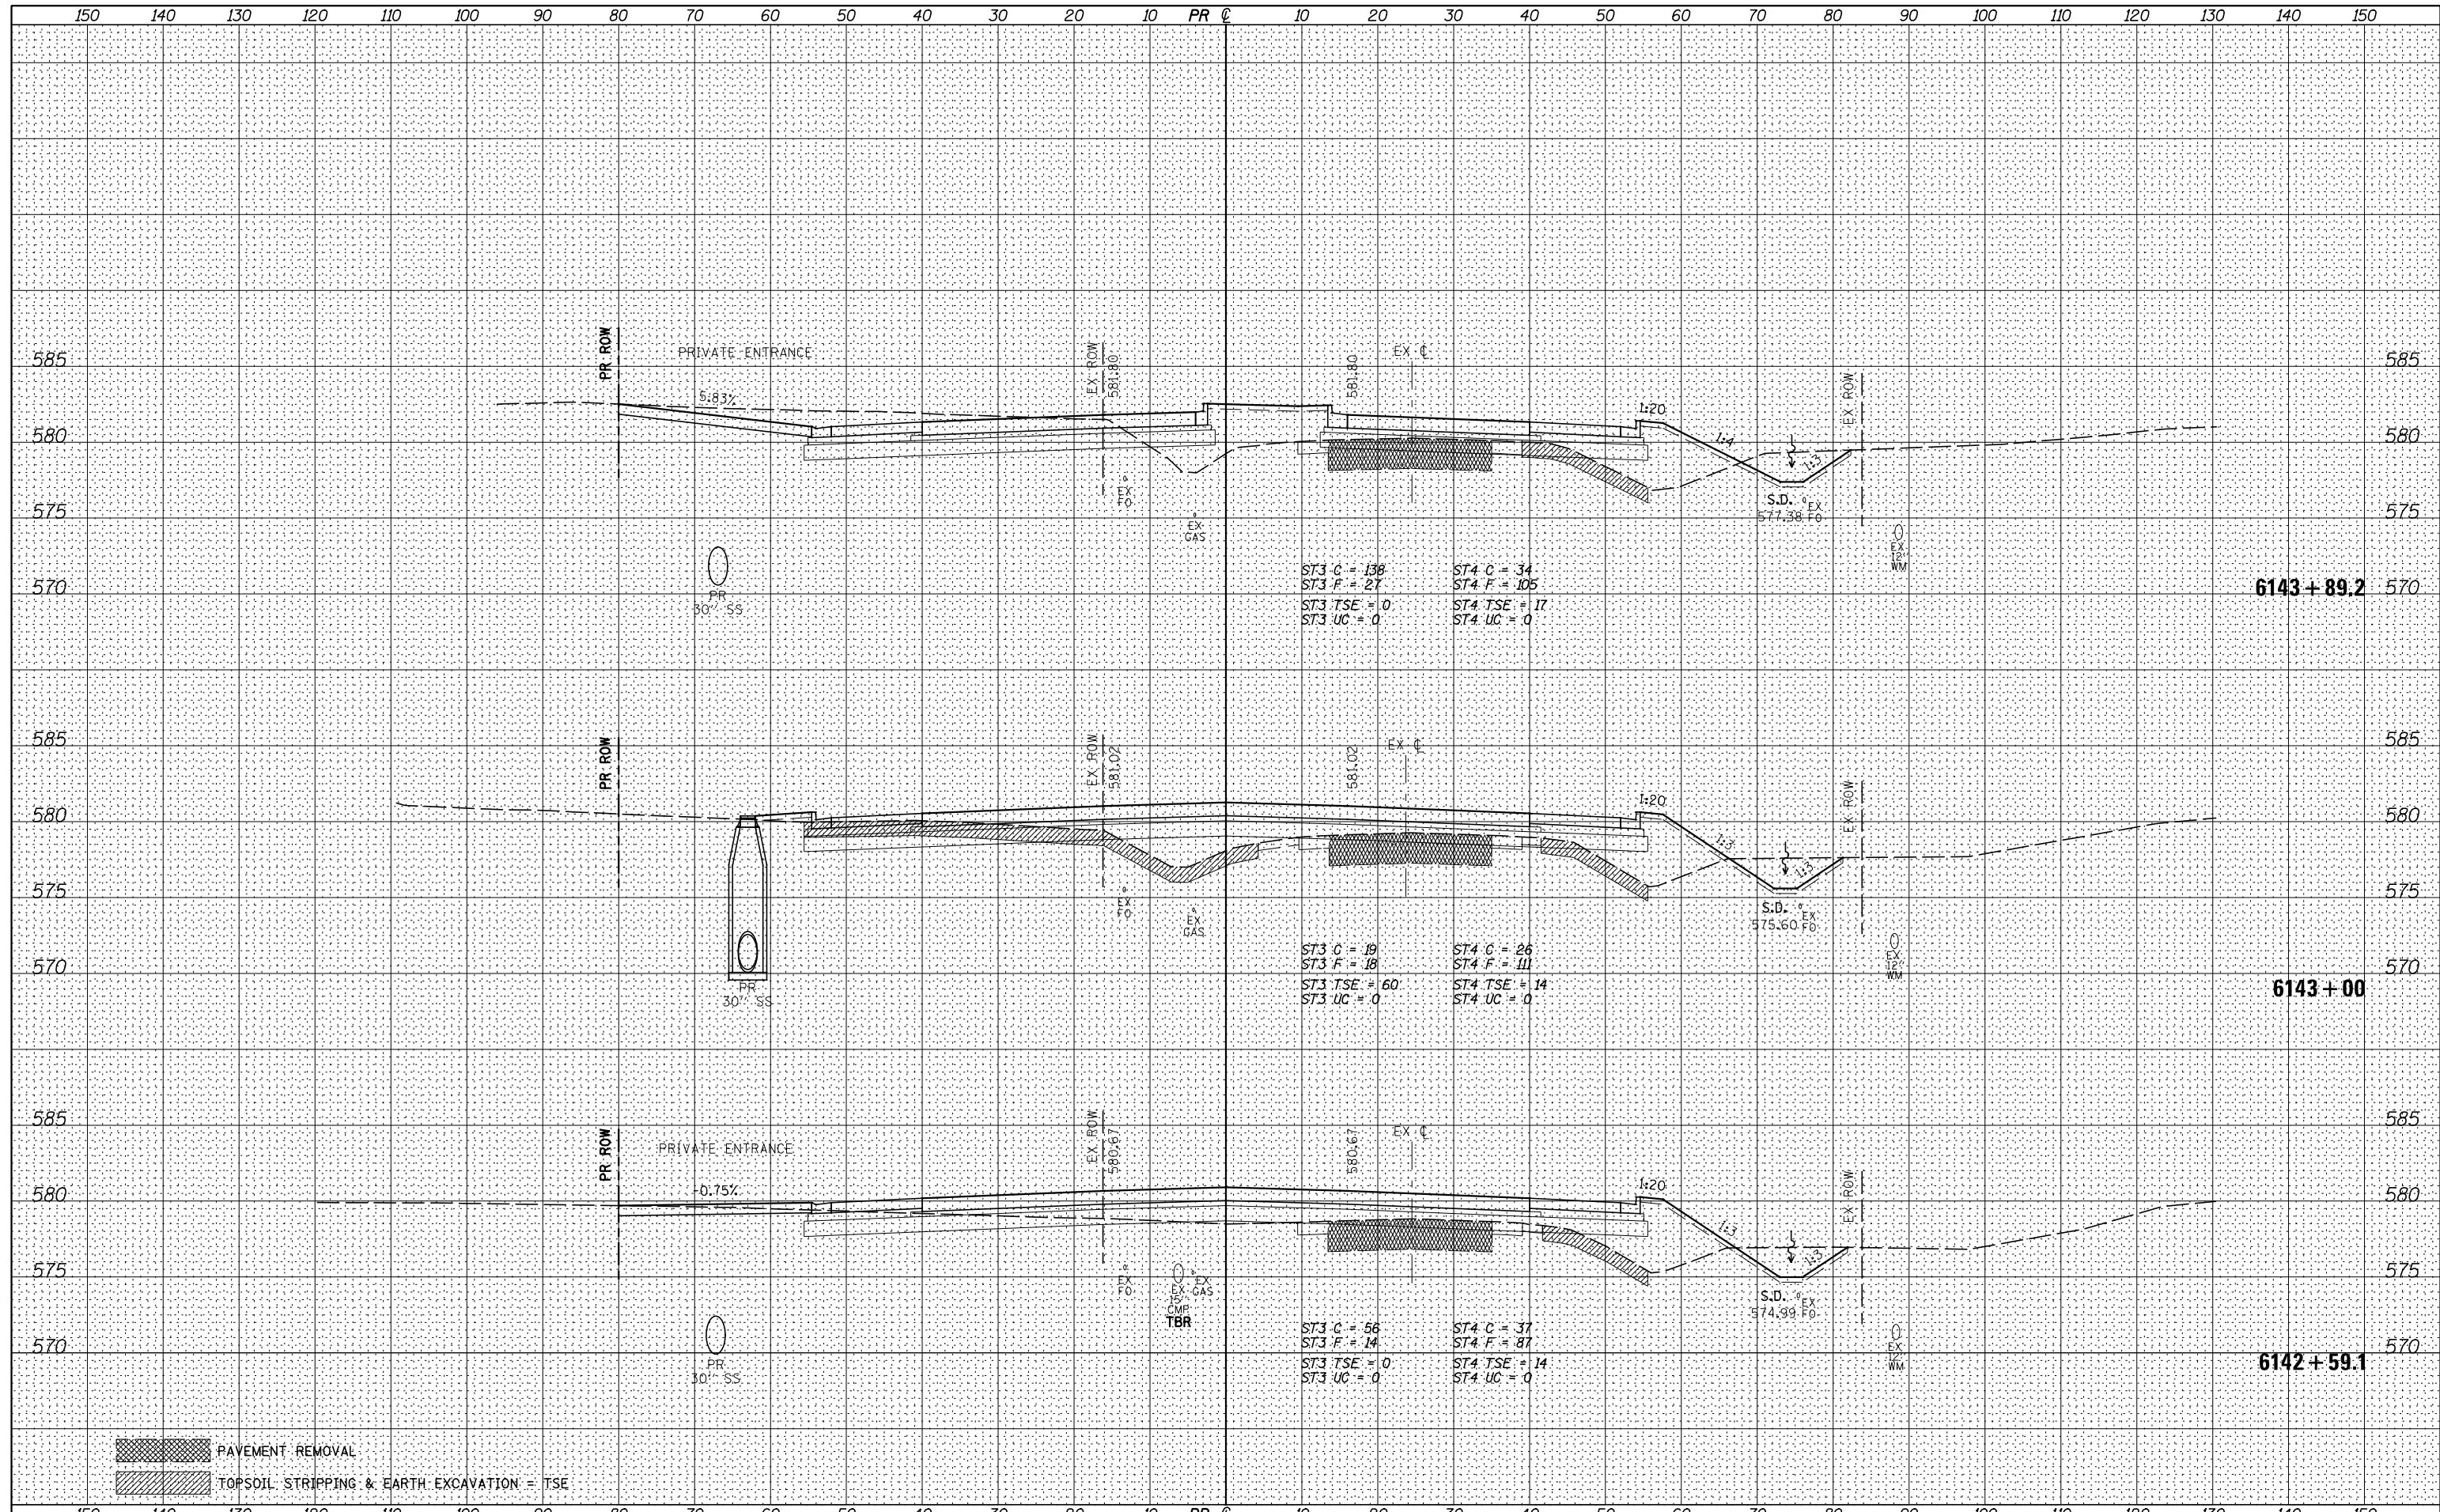 150 140 130 120 110 100 90 80 70 60 50 40 30 20 10 PR ℄ 10 20 30 40 50 60 70 80 90 100 110 120 130 140 150
PR ROW
PRIVATE ENTRANCE
EX ROW
581.80
581.80
EX ℄
EX ROW
585 585
5.83%
1:20
1:4
1:3
580 580
EX
FO
S.D.
577.38
EX
FO
575 575
EX
GAS
EX
12"
WM
PR
30" SS
570 570
ST3 C = 138 ST4 C = 34
ST3 F = 27 ST4 F = 105
ST3 TSE = 0 ST4 TSE = 17
ST3 UC = 0 ST4 UC = 0
6143+89.2
PR ROW
EX ROW
581.02
581.02
EX ℄
EX ROW
585 585
1:20
1:3
1:3
580 580
EX
FO
S.D.
575.60
EX
FO
575 575
EX
GAS
EX
12"
WM
570 570
PR
30" SS
ST3 C = 19 ST4 C = 26
ST3 F = 18 ST4 F = 111
ST3 TSE = 60 ST4 TSE = 14
ST3 UC = 0 ST4 UC = 0
6143+00
PR ROW
PRIVATE ENTRANCE
EX ROW
580.67
580.67
EX ℄
EX ROW
585 585
-0.75%
1:20
1:3
1:3
580 580
EX
FO
EX
15"
CMP
TBR
EX
GAS
S.D.
574.99
EX
FO
575 575
EX
12"
WM
PR
30" SS
570 570
ST3 C = 56 ST4 C = 37
ST3 F = 14 ST4 F = 87
ST3 TSE = 0 ST4 TSE = 14
ST3 UC = 0 ST4 UC = 0
6142+59.1
PAVEMENT REMOVAL
TOPSOIL STRIPPING & EARTH EXCAVATION = TSE